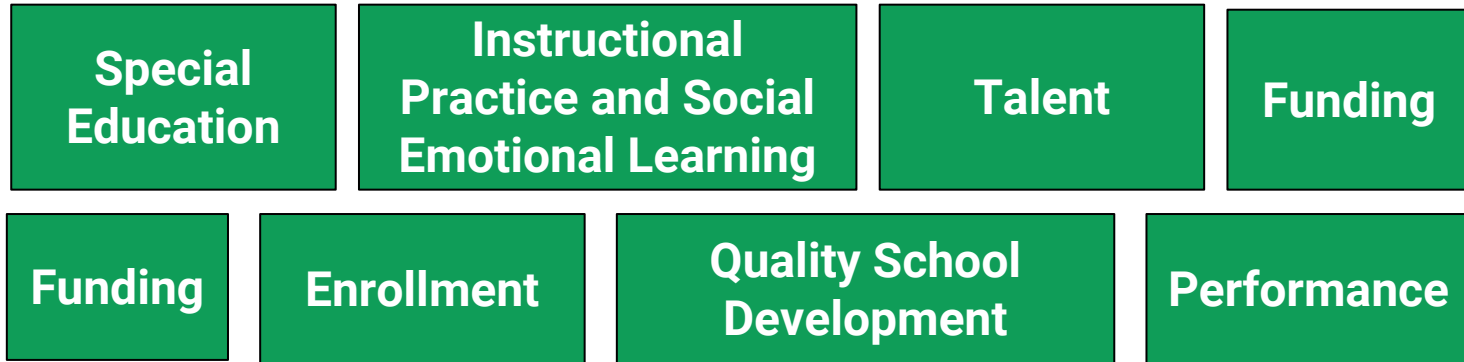 Special
Education
Instructional
Practice and Social
Emotional Learning
Talent
Funding
Funding
Enrollment
Quality School
Development
Performance